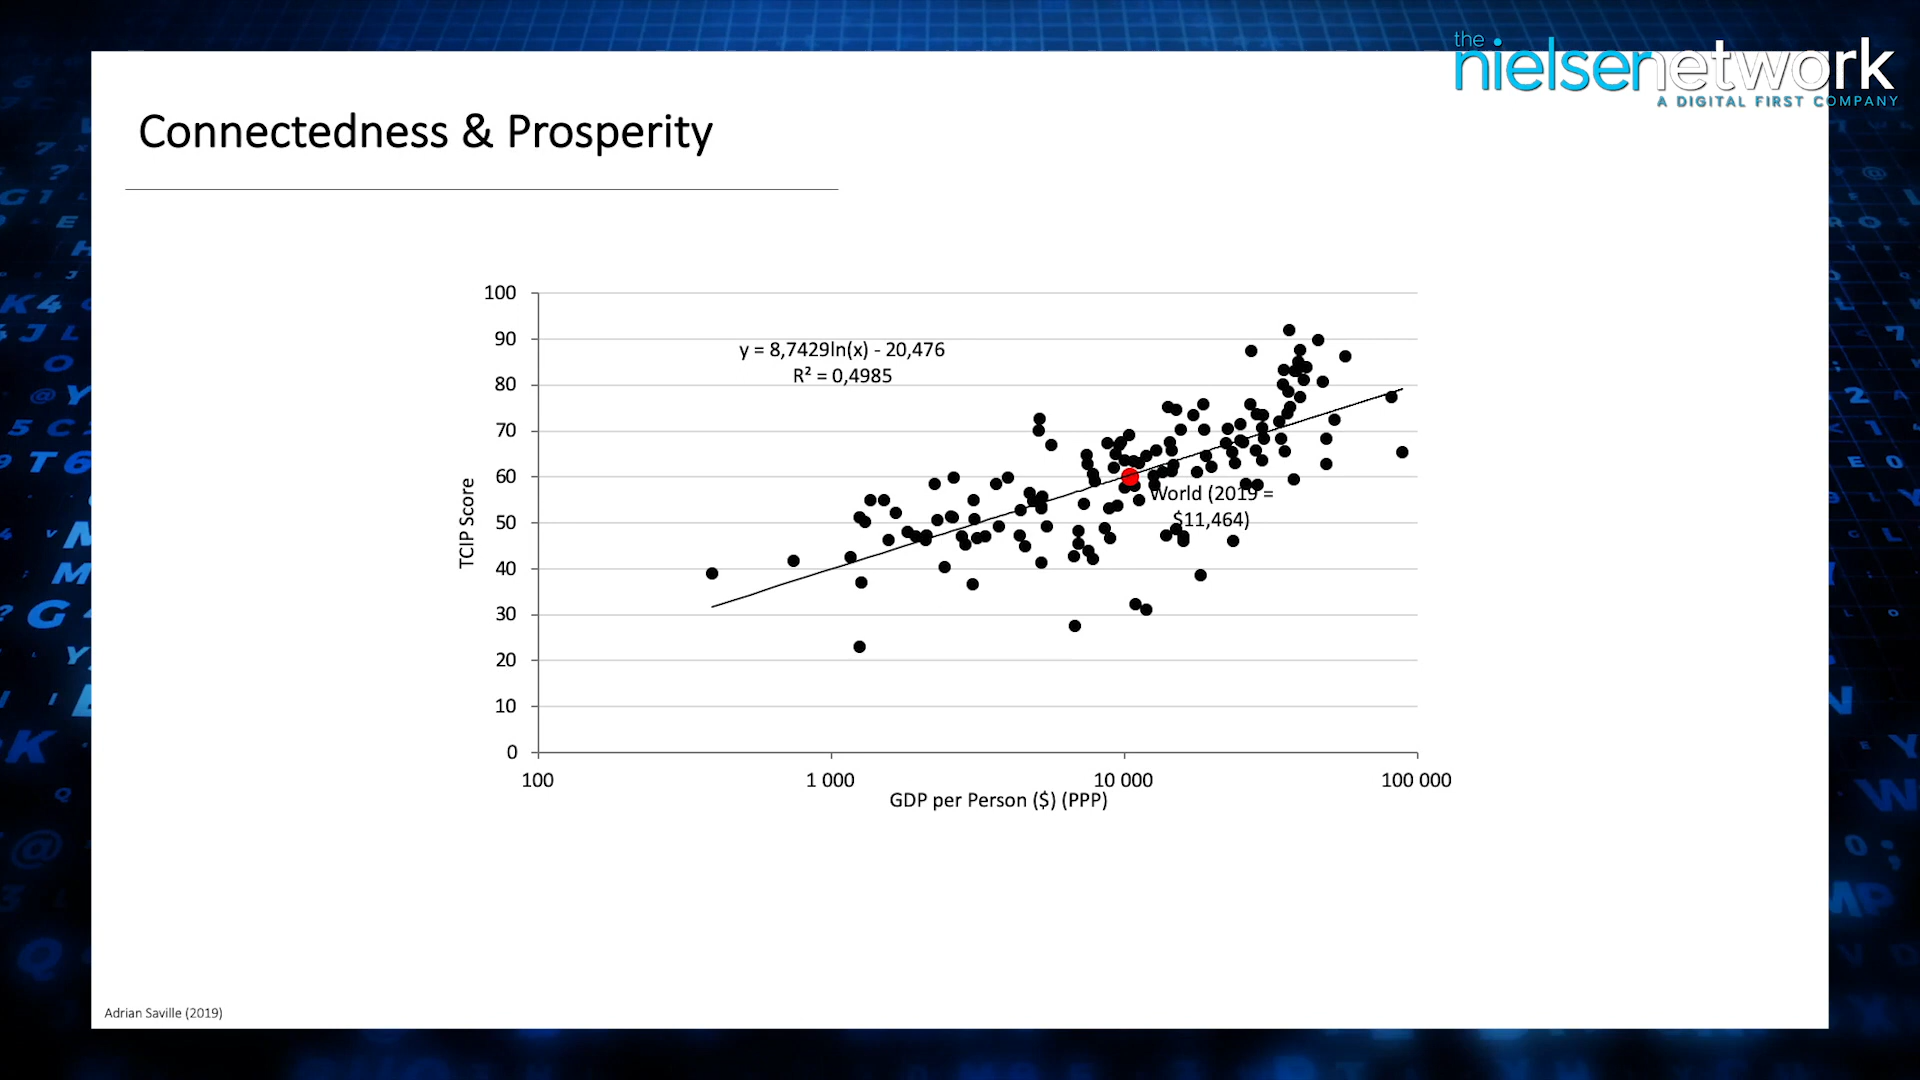 the
nielsenetwork
A DIGITAL FIRST COMPANY
Connectedness & Prosperity
100
90
80
70
60
50
40
30
20
10
0
TCIP Score
y = 8,7429ln(x) - 20,476
R² = 0,4985
World (2019 =
$11,464)
100
1 000
10 000
100 000
GDP per Person ($) (PPP)
Adrian Saville (2019)